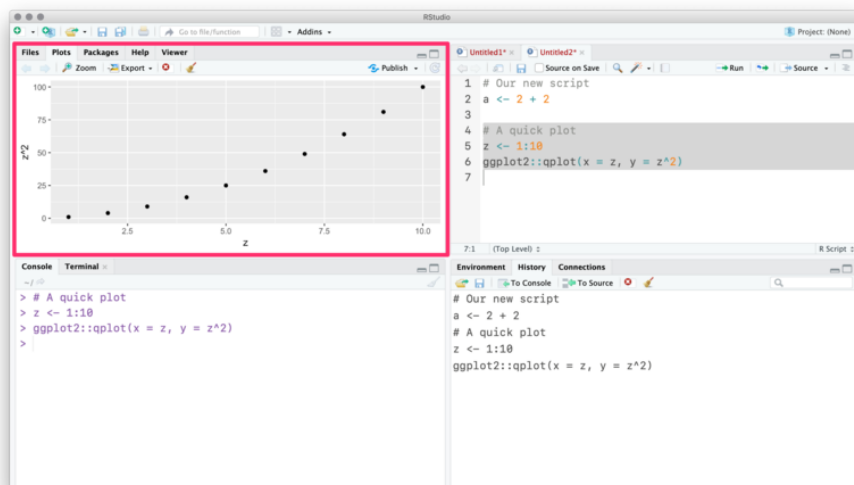 RStudio
Go to file/function
Addins
Project: (None)
Files Plots Packages Help Viewer
Zoom Export Publish
100
75
50
25
0
z^2
2.5 5.0 7.5 10.0
z
Untitled1* Untitled2*
Source on Save Run Source
1 # Our new script
2 a <- 2 + 2
3
4 # A quick plot
5 z <- 1:10
6 ggplot2::qplot(x = z, y = z^2)
7
7:1 (Top Level) R Script
Console Terminal
~/
> # A quick plot
> z <- 1:10
> ggplot2::qplot(x = z, y = z^2)
>
Environment History Connections
To Console To Source
# Our new script
a <- 2 + 2
# A quick plot
z <- 1:10
ggplot2::qplot(x = z, y = z^2)